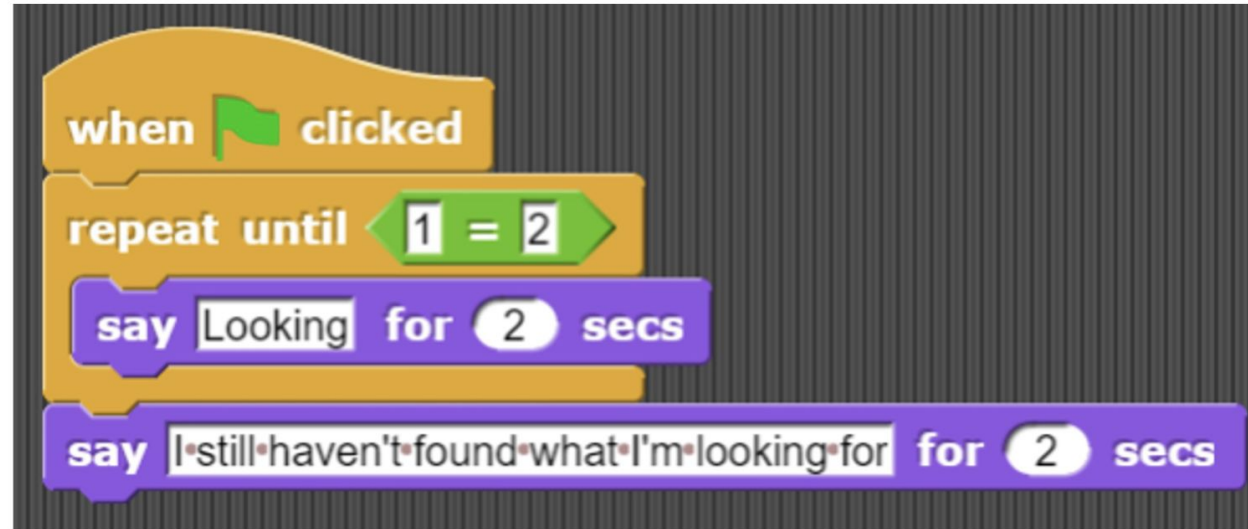 when clicked
repeat until 1 = 2
say Looking for 2 secs
say I•still•haven't•found•what•I'm•looking•for for 2 secs